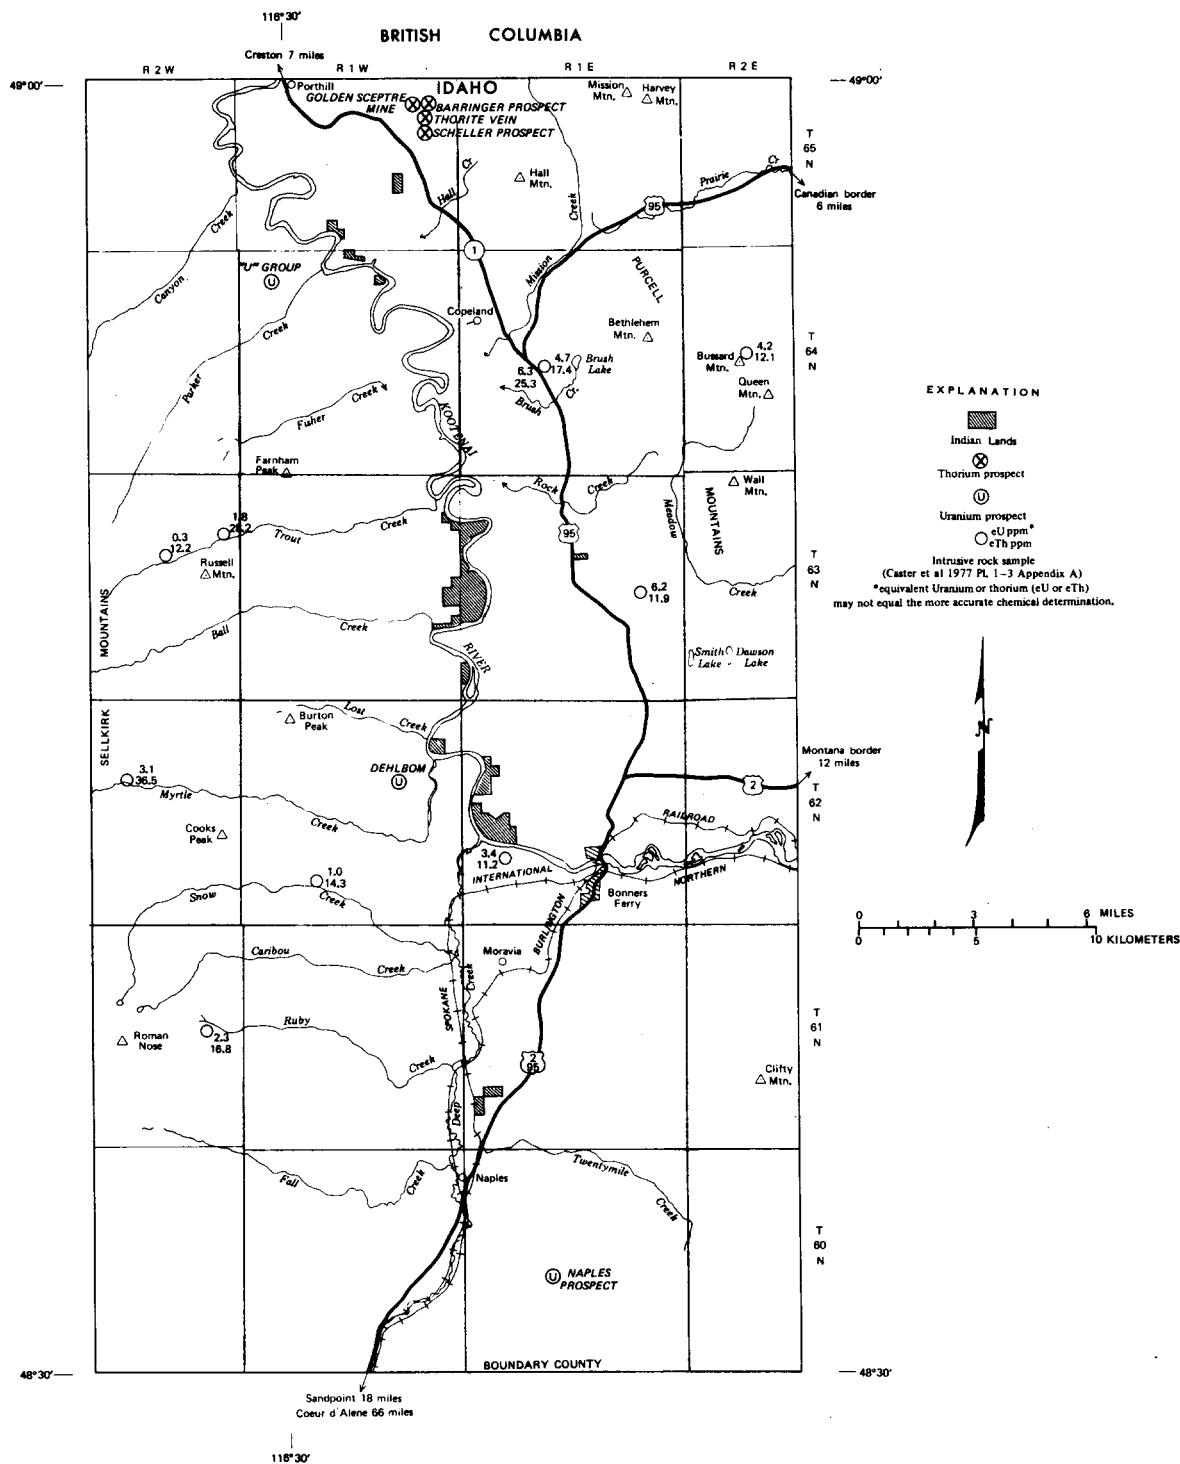 116°30'
BRITISH COLUMBIA
Creston 7 miles
R 2 W R 1 W R 1 E R 2 E
49°00' 49°00'
Porthill
IDAHO
GOLDEN SCEPTRE
MINE
BARRINGER PROSPECT
THORITE VEIN
SCHELLER PROSPECT
Mission
Mtn.
Harvey
Mtn.
T
65
N
Hall
Mtn.
Hall Cr
Creek
Prairie Cr
95
Canadian border
6 miles
Canyon Creek
1
"U" GROUP
U
Mission
PURCELL
Copeland
Bethlehem
Mtn.
Parker Creek
4.7
17.4
6.3
25.3
Brush
Lake
Brush Cr.
Bussard
Mtn.
4.2
12.1
Queen
Mtn.
T
64
N
Fisher Creek
KOOTENAI
Farnham
Peak
Rock Creek
Wall
Mtn.
MOUNTAINS
Meadow
Creek
0.3
12.2
1.8
Trout Creek
Russell
Mtn.
95
6.2
11.9
T
63
N
MOUNTAINS
Ball Creek
RIVER
Smith
Lake
Dawson
Lake
SELLKIRK
Lost Creek
Burton
Peak
DEHLBOM
U
Montana border
12 miles
2
T
62
N
3.1
36.5
Myrtle
Creek
Cooks
Peak
RAILROAD
3.4
11.2
INTERNATIONAL
NORTHERN
BURLINGTON
Bonners
Ferry
1.0
14.3
Snow
Creek
Caribou
Creek
Moravia
Creek
SPOKANE
Ruby
Creek
Roman
Nose
2.3
16.8
T
61
N
2
95
Clifty
Mtn.
Deep
Fall Creek
Naples
Twentymile
Creek
T
60
N
U
NAPLES
PROSPECT
BOUNDARY COUNTY
48°30' 48°30'
Sandpoint 18 miles
Coeur d'Alene 66 miles
116°30'
EXPLANATION
Indian Lands
Thorium prospect
U
Uranium prospect
eU ppm*
eTh ppm
Intrusive rock sample
(Caster et al 1977 Pl. 1-3 Appendix A)
*equivalent Uranium or thorium (eU or eTh)
may not equal the more accurate chemical determination.
N
0 3 6 MILES
0 5 10 KILOMETERS